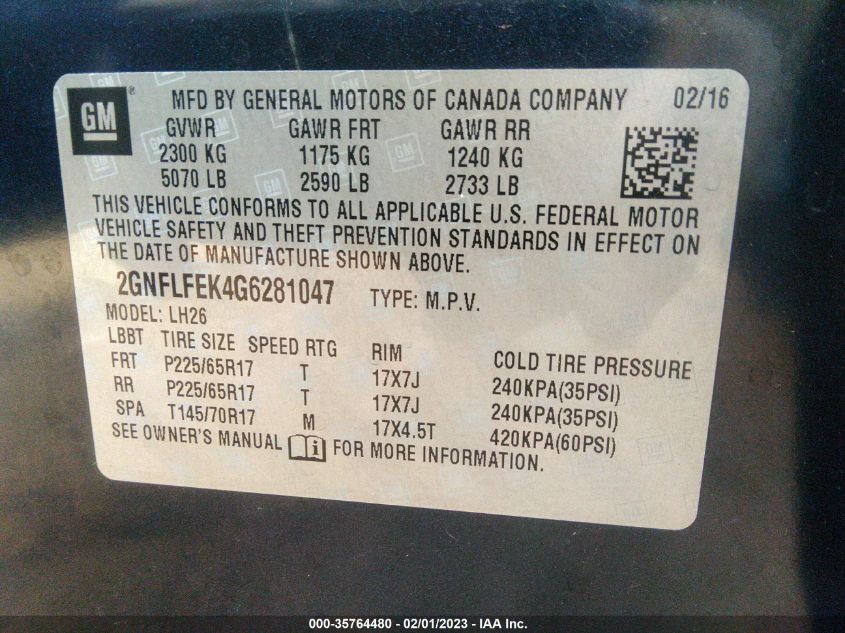 GM ® MFD BY GENERAL MOTORS OF CANADA COMPANY 02/16
GVWR GAWR FRT GAWR RR
2300 KG 1175 KG 1240 KG
5070 LB 2590 LB 2733 LB
THIS VEHICLE CONFORMS TO ALL APPLICABLE U.S. FEDERAL MOTOR
VEHICLE SAFETY AND THEFT PREVENTION STANDARDS IN EFFECT ON
THE DATE OF MANUFACTURE SHOWN ABOVE.
2GNFLFEK4G6281047 TYPE: M.P.V.
MODEL: LH26
LBBT TIRE SIZE SPEED RTG RIM COLD TIRE PRESSURE
FRT P225/65R17 T 17X7J 240KPA(35PSI)
RR P225/65R17 T 17X7J 240KPA(35PSI)
SPA T145/70R17 M 17X4.5T 420KPA(60PSI)
SEE OWNER'S MANUAL FOR MORE INFORMATION.
000-35764480 - 02/01/2023 - IAA Inc.